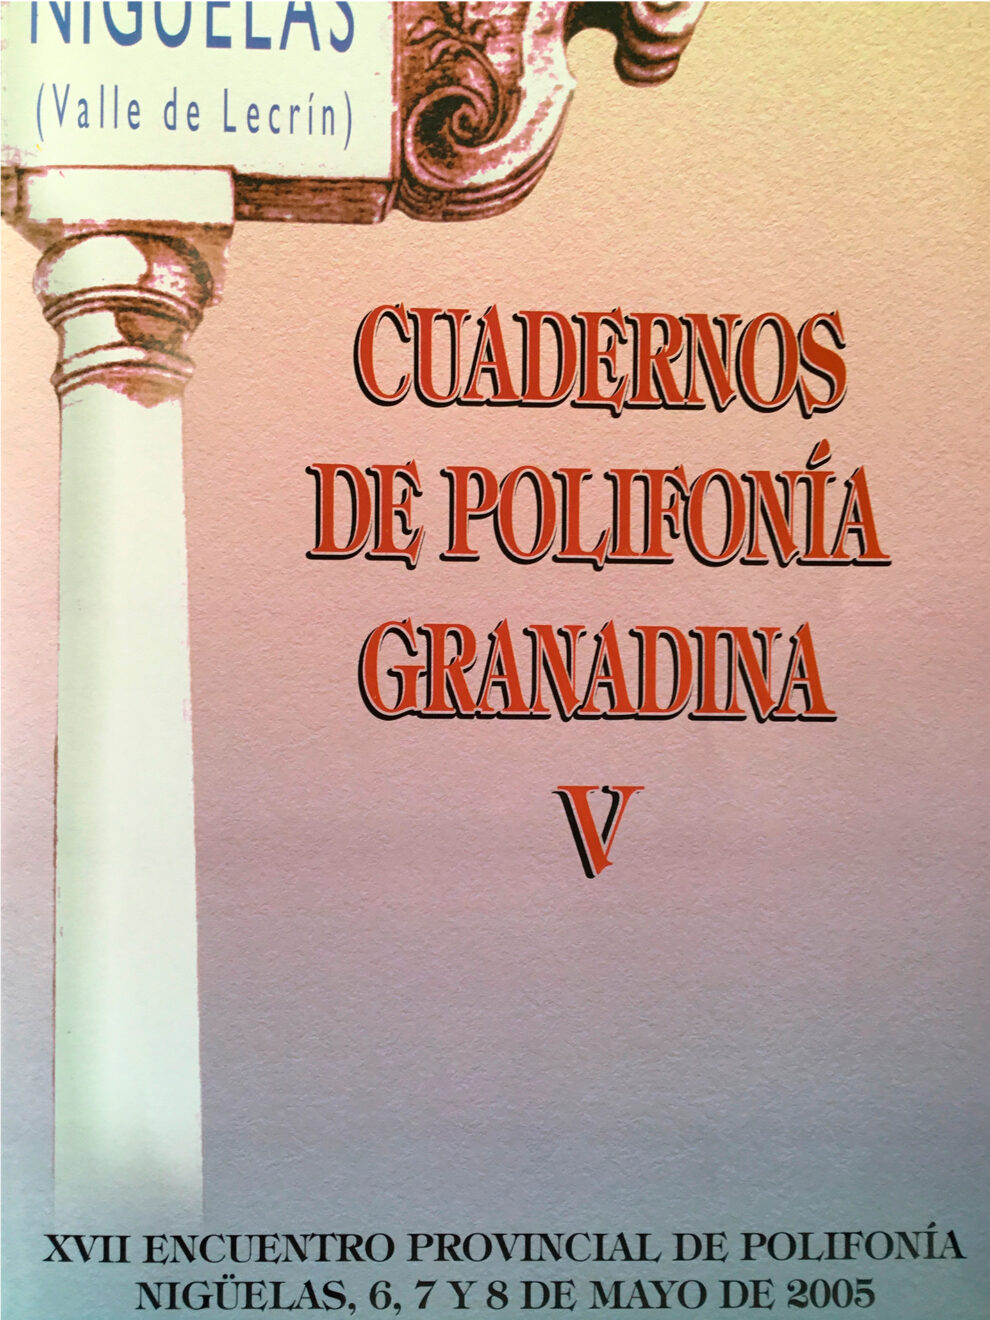 NIGÜELAS
(Valle de Lecrín)
CUADERNOS
DE POLIFONÍA
GRANADINA
V
XVII ENCUENTRO PROVINCIAL DE POLIFONÍA
NIGÜELAS, 6, 7 Y 8 DE MAYO DE 2005